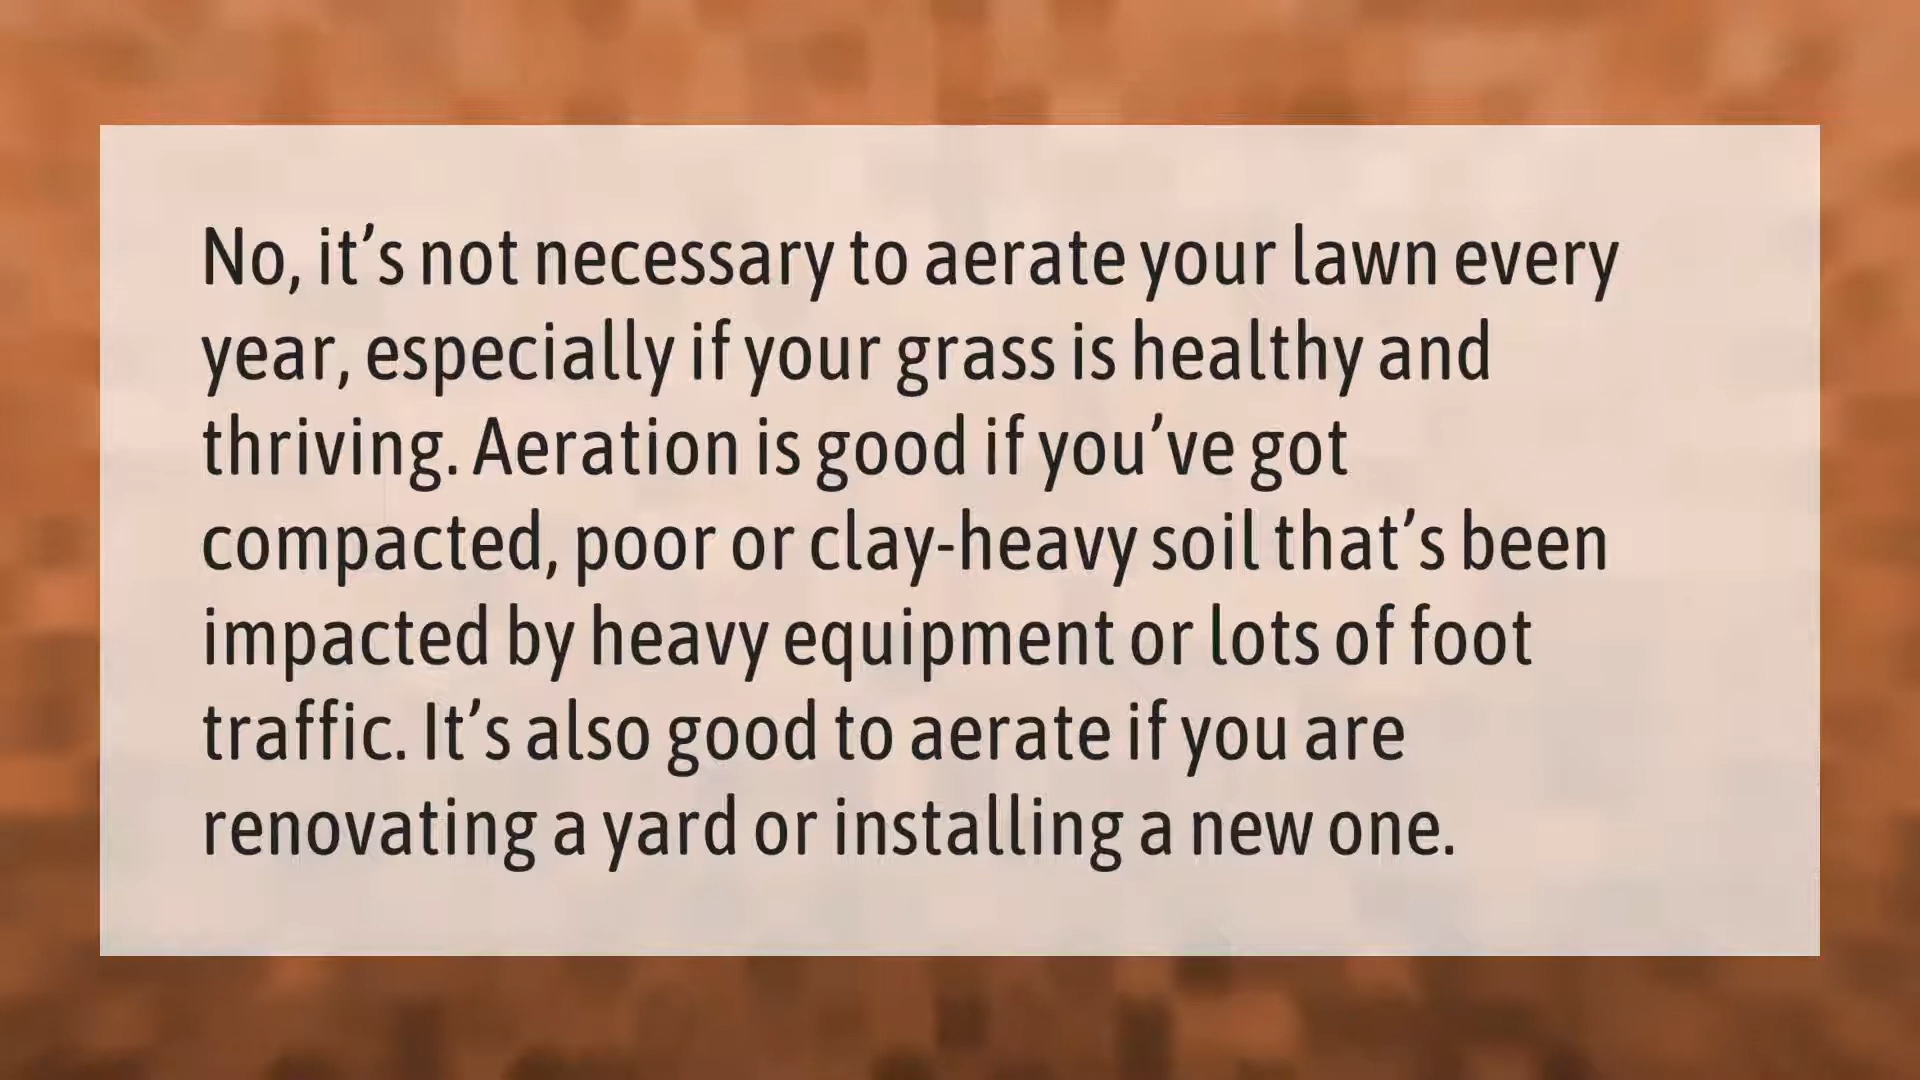 No, it’s not necessary to aerate your lawn every
year, especially if your grass is healthy and
thriving. Aeration is good if you’ve got
compacted, poor or clay-heavy soil that’s been
impacted by heavy equipment or lots of foot
traffic. It’s also good to aerate if you are
renovating a yard or installing a new one.